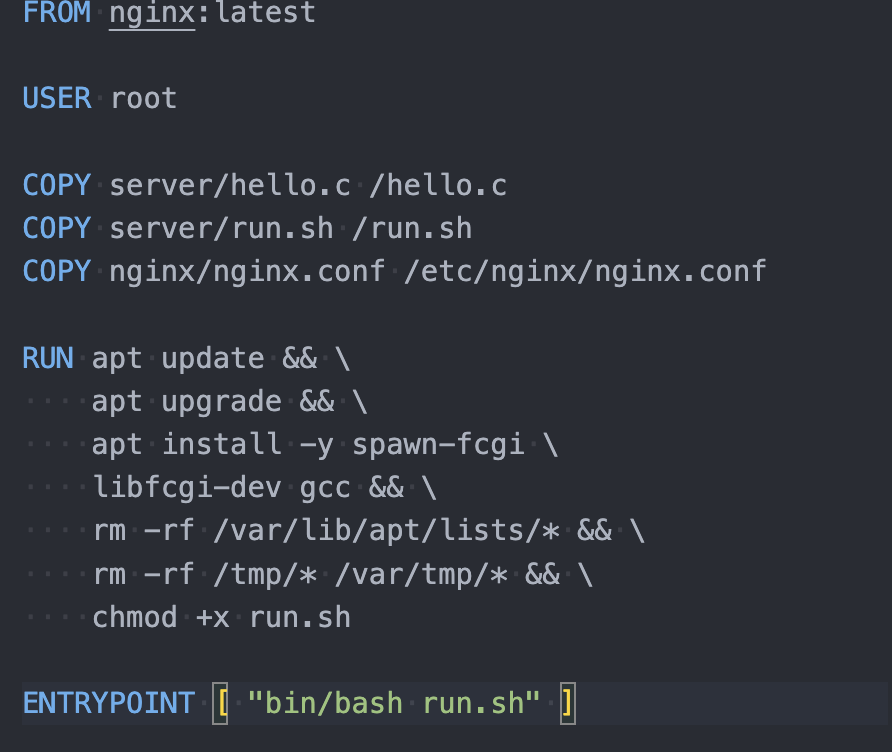 FROM nginx:latest
USER root
COPY server/hello.c /hello.c
COPY server/run.sh /run.sh
COPY nginx/nginx.conf /etc/nginx/nginx.conf
RUN apt update && \
    apt upgrade && \
    apt install -y spawn-fcgi \
    libfcgi-dev gcc && \
    rm -rf /var/lib/apt/lists/* && \
    rm -rf /tmp/* /var/tmp/* && \
    chmod +x run.sh
ENTRYPOINT [ "bin/bash run.sh" ]